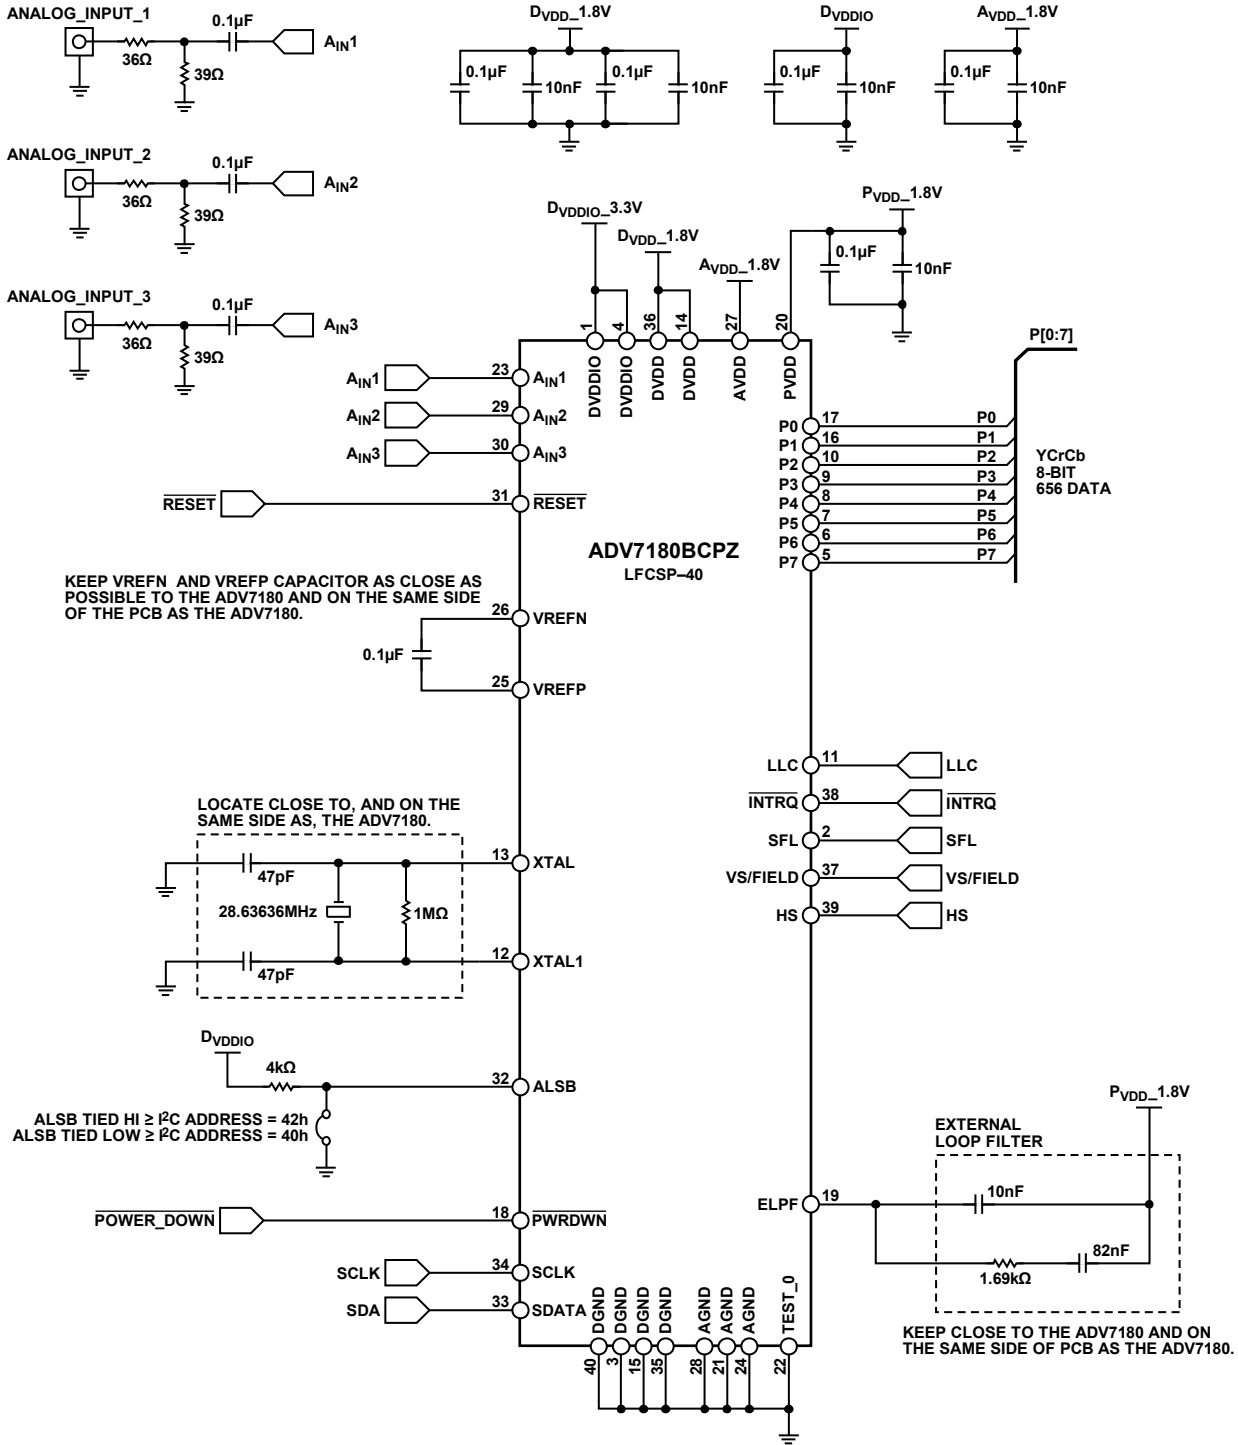 ANALOG_INPUT_1
0.1µF
36Ω
39Ω
AIN1
DVDD_1.8V
0.1µF
10nF
0.1µF
10nF
DVDDIO
0.1µF
10nF
AVDD_1.8V
0.1µF
10nF
ANALOG_INPUT_2
0.1µF
36Ω
39Ω
AIN2
ANALOG_INPUT_3
0.1µF
36Ω
39Ω
AIN3
DVDDIO_3.3V
DVDD_1.8V
AVDD_1.8V
PVDD_1.8V
0.1µF
10nF
1
4
36
14
27
20
DVDDIO
DVDDIO
DVDD
DVDD
AVDD
PVDD
AIN1
23
AIN1
AIN2
29
AIN2
AIN3
30
AIN3
RESET
31
RESET
P[0:7]
P0 17 P0
P1 16 P1
P2 10 P2
P3 9 P3
P4 8 P4
P5 7 P5
P6 6 P6
P7 5 P7
YCrCb
8-BIT
656 DATA
ADV7180BCPZ
LFCSP–40
KEEP VREFN AND VREFP CAPACITOR AS CLOSE AS
POSSIBLE TO THE ADV7180 AND ON THE SAME SIDE
OF THE PCB AS THE ADV7180.
26
VREFN
0.1µF
25
VREFP
LLC 11 LLC
INTRQ 38 INTRQ
SFL 2 SFL
VS/FIELD 37 VS/FIELD
HS 39 HS
LOCATE CLOSE TO, AND ON THE
SAME SIDE AS, THE ADV7180.
47pF
13
XTAL
28.63636MHz
1MΩ
47pF
12
XTAL1
DVDDIO
4kΩ
32
ALSB
ALSB TIED HI ≥ I2C ADDRESS = 42h
ALSB TIED LOW ≥ I2C ADDRESS = 40h
POWER_DOWN
18
PWRDWN
SCLK
34
SCLK
SDA
33
SDATA
PVDD_1.8V
EXTERNAL
LOOP FILTER
ELPF
19
10nF
82nF
1.69kΩ
KEEP CLOSE TO THE ADV7180 AND ON
THE SAME SIDE OF PCB AS THE ADV7180.
DGND
DGND
DGND
DGND
AGND
AGND
AGND
TEST_0
40
3
15
35
28
21
24
22